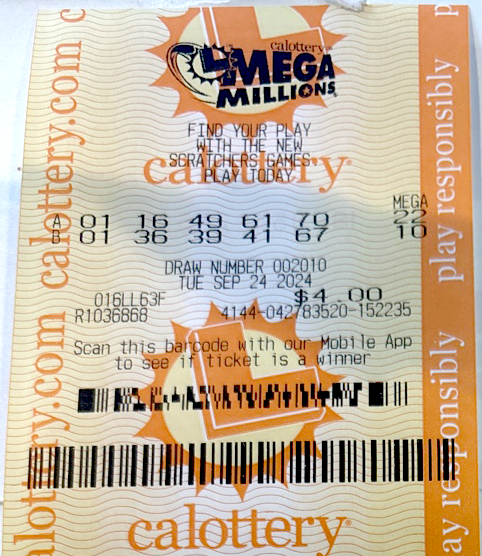 calottery
MEGA
MILLIONS
FIND YOUR PLAY
WITH THE NEW
SCRATCHERS GAMES.
PLAY TODAY
calottery
MEGA
A 01 16 49 61 70 22
B 01 36 39 41 67 10
DRAW NUMBER 002010
TUE SEP 24 2024
016LL63F $4.00
R1036868 4144-042783520-152235
Scan this barcode with our Mobile App
to see if ticket is a winner
calottery
calottery.com calottery.com c
play responsibly play responsibly p